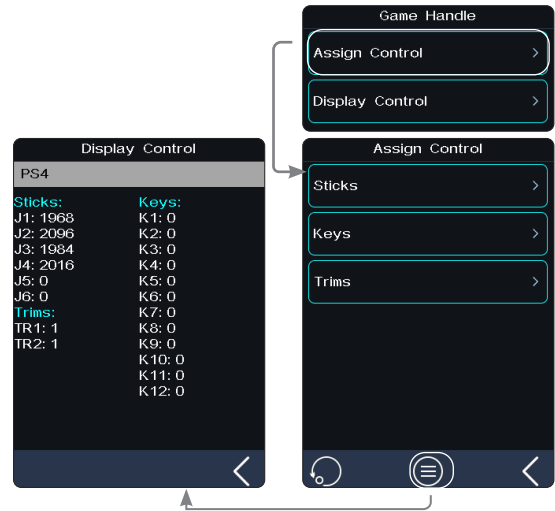 Game Handle
Assign Control
Display Control
Display Control
PS4
Sticks:
J1: 1968
J2: 2096
J3: 1984
J4: 2016
J5: 0
J6: 0
Trims:
TR1: 1
TR2: 1
Keys:
K1: 0
K2: 0
K3: 0
K4: 0
K5: 0
K6: 0
K7: 0
K8: 0
K9: 0
K10: 0
K11: 0
K12: 0
Assign Control
Sticks
Keys
Trims